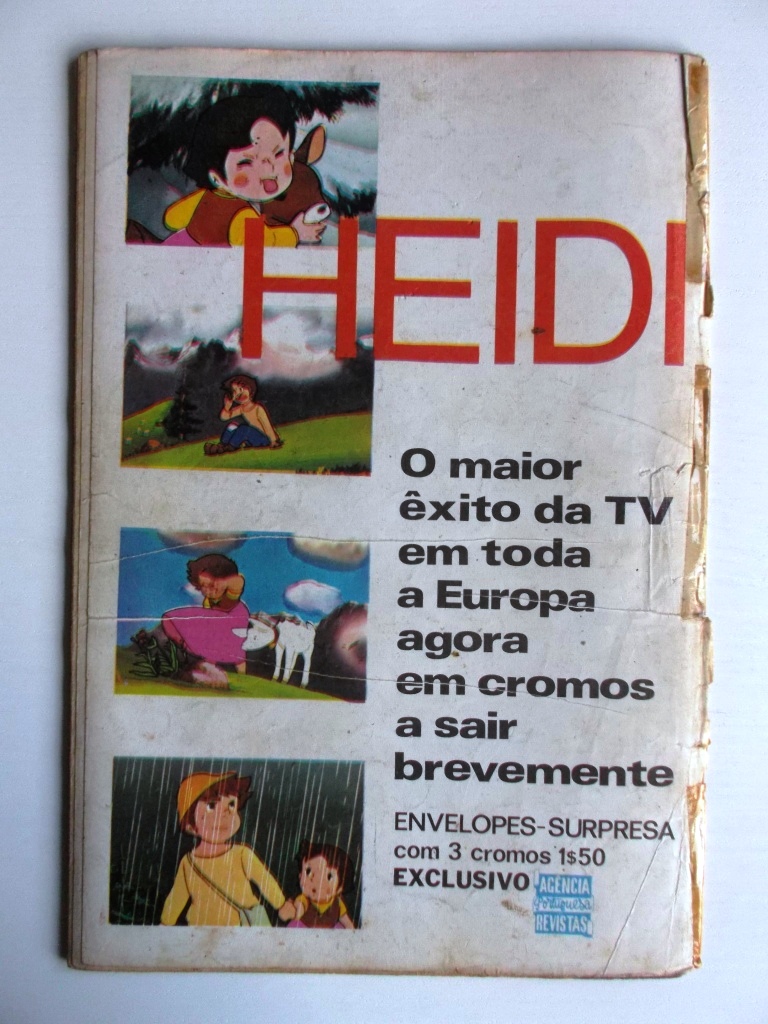 HEIDI
O maior
êxito da TV
em toda
a Europa
agora
em cromos
a sair
brevemente
ENVELOPES-SURPRESA
com 3 cromos 1$50
EXCLUSIVO AGÊNCIA
Portuguesa
REVISTAS